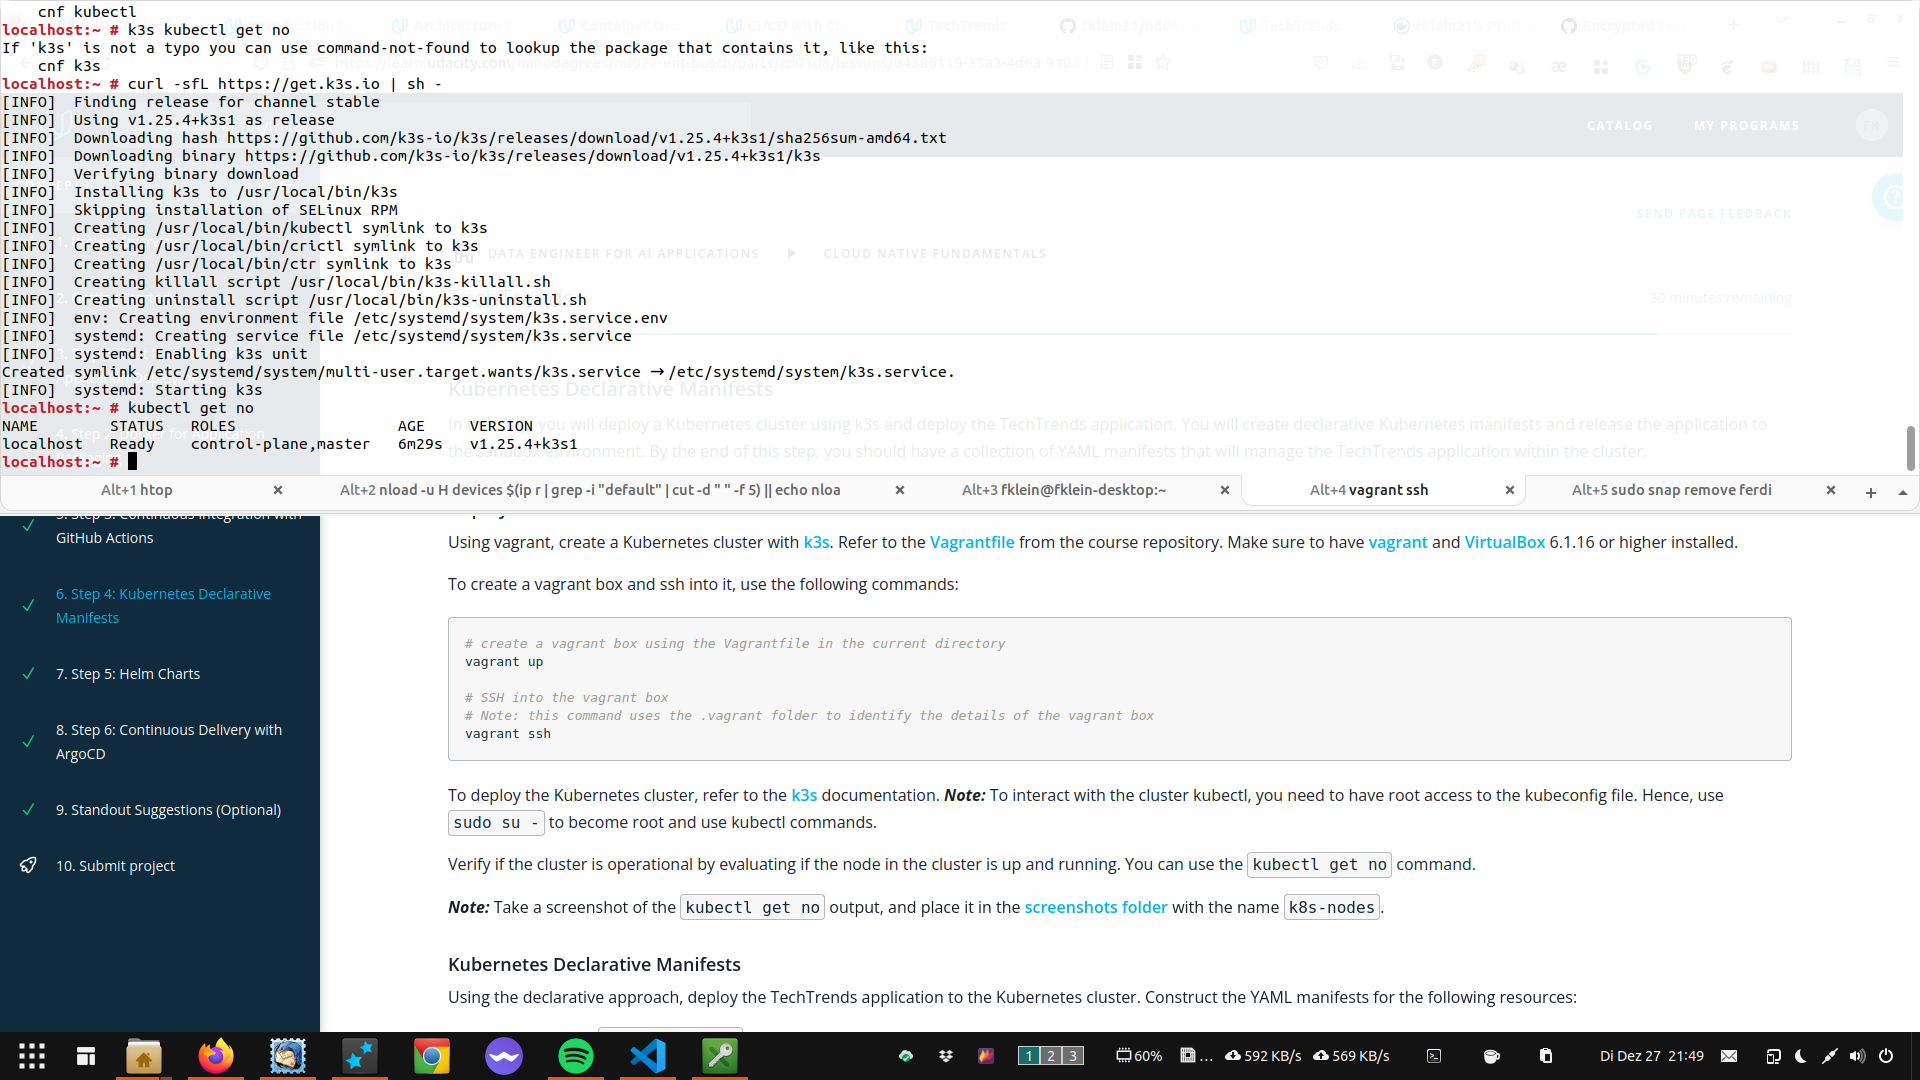 cnf kubectl
localhost:~ # k3s kubectl get no
If 'k3s' is not a typo you can use command-not-found to lookup the package that contains it, like this:
cnf k3s
localhost:~ # curl -sfL https://get.k3s.io | sh -
[INFO]  Finding release for channel stable
[INFO]  Using v1.25.4+k3s1 as release
[INFO]  Downloading hash https://github.com/k3s-io/k3s/releases/download/v1.25.4+k3s1/sha256sum-amd64.txt
[INFO]  Downloading binary https://github.com/k3s-io/k3s/releases/download/v1.25.4+k3s1/k3s
[INFO]  Verifying binary download
[INFO]  Installing k3s to /usr/local/bin/k3s
[INFO]  Skipping installation of SELinux RPM
[INFO]  Creating /usr/local/bin/kubectl symlink to k3s
[INFO]  Creating /usr/local/bin/crictl symlink to k3s
[INFO]  Creating /usr/local/bin/ctr symlink to k3s
[INFO]  Creating killall script /usr/local/bin/k3s-killall.sh
[INFO]  Creating uninstall script /usr/local/bin/k3s-uninstall.sh
[INFO]  env: Creating environment file /etc/systemd/system/k3s.service.env
[INFO]  systemd: Creating service file /etc/systemd/system/k3s.service
[INFO]  systemd: Enabling k3s unit
Created symlink /etc/systemd/system/multi-user.target.wants/k3s.service → /etc/systemd/system/k3s.service.
[INFO]  systemd: Starting k3s
localhost:~ # kubectl get no
NAME STATUS ROLES AGE VERSION
localhost Ready control-plane,master 6m29s v1.25.4+k3s1
localhost:~ #
CATALOG MY PROGRAMS
SEND PAGE FEEDBACK
DATA ENGINEER FOR AI APPLICATIONS CLOUD NATIVE FUNDAMENTALS
30 minutes remaining
Kubernetes Declarative Manifests
you will deploy a Kubernetes cluster using k3s and deploy the TechTrends application. You will create declarative Kubernetes manifests and release the application to
the sandbox environment. By the end of this step, you should have a collection of YAML manifests that will manage the TechTrends application within the cluster.
Alt+1 htop
Alt+2 nload -u H devices $(ip r | grep -i "default" | cut -d " " -f 5) || echo nloa
Alt+3 fklein@fklein-desktop:~
Alt+4 vagrant ssh
Alt+5 sudo snap remove ferdi
5. Step 3: Continuous Integration with
GitHub Actions
6. Step 4: Kubernetes Declarative
Manifests
7. Step 5: Helm Charts
8. Step 6: Continuous Delivery with
ArgoCD
9. Standout Suggestions (Optional)
10. Submit project
Using vagrant, create a Kubernetes cluster with k3s. Refer to the Vagrantfile from the course repository. Make sure to have vagrant and VirtualBox 6.1.16 or higher installed.
To create a vagrant box and ssh into it, use the following commands:
# create a vagrant box using the Vagrantfile in the current directory
vagrant up
# SSH into the vagrant box
# Note: this command uses the .vagrant folder to identify the details of the vagrant box
vagrant ssh
To deploy the Kubernetes cluster, refer to the k3s documentation. Note: To interact with the cluster kubectl, you need to have root access to the kubeconfig file. Hence, use
sudo su - to become root and use kubectl commands.
Verify if the cluster is operational by evaluating if the node in the cluster is up and running. You can use the kubectl get no command.
Note: Take a screenshot of the kubectl get no output, and place it in the screenshots folder with the name k8s-nodes.
Kubernetes Declarative Manifests
Using the declarative approach, deploy the TechTrends application to the Kubernetes cluster. Construct the YAML manifests for the following resources:
1 2 3
60%
...
592 KB/s
569 KB/s
Di Dez 27 21:49